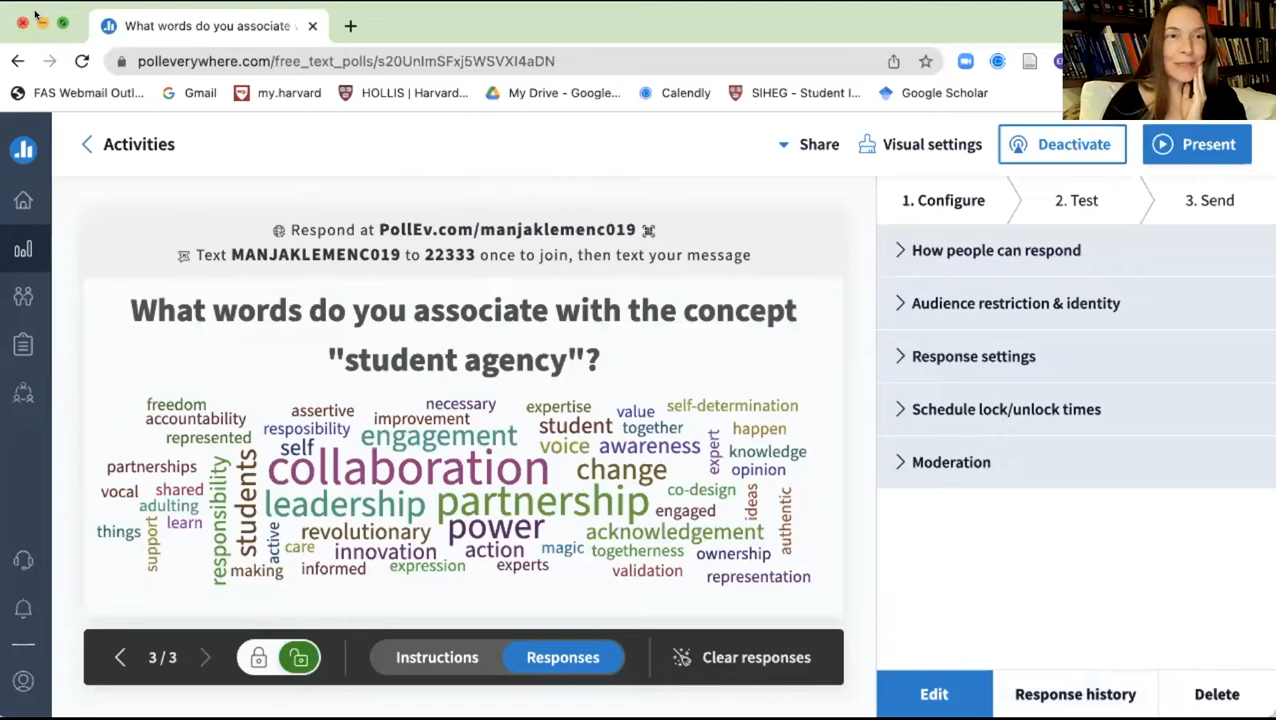 What words do you associate
polleverywhere.com/free_text_polls/s20UnImSFxj5WSVXI4aDN
FAS Webmail Outl... Gmail my.harvard HOLLIS | Harvard... My Drive – Google... Calendly SIHEG - Student I... Google Scholar
Activities Share Visual settings Deactivate Present
1. Configure 2. Test 3. Send
Respond at PollEv.com/manjaklemenc019
Text MANJAKLEMENC019 to 22333 once to join, then text your message
What words do you associate with the concept
"student agency"?
How people can respond
Audience restriction & identity
Response settings
Schedule lock/unlock times
Moderation
freedom assertive necessary expertise value self-determination
accountability improvement student together happen
represented resposibility engagement voice awareness expert knowledge
self collaboration change opinion
partnerships
vocal shared responsibility students leadership partnership co-design engaged ideas authentic
adulting
things support learn active revolutionary power acknowledgement
care innovation action magic togetherness ownership
making informed expression experts validation representation
3 / 3 Instructions Responses Clear responses
Edit Response history Delete